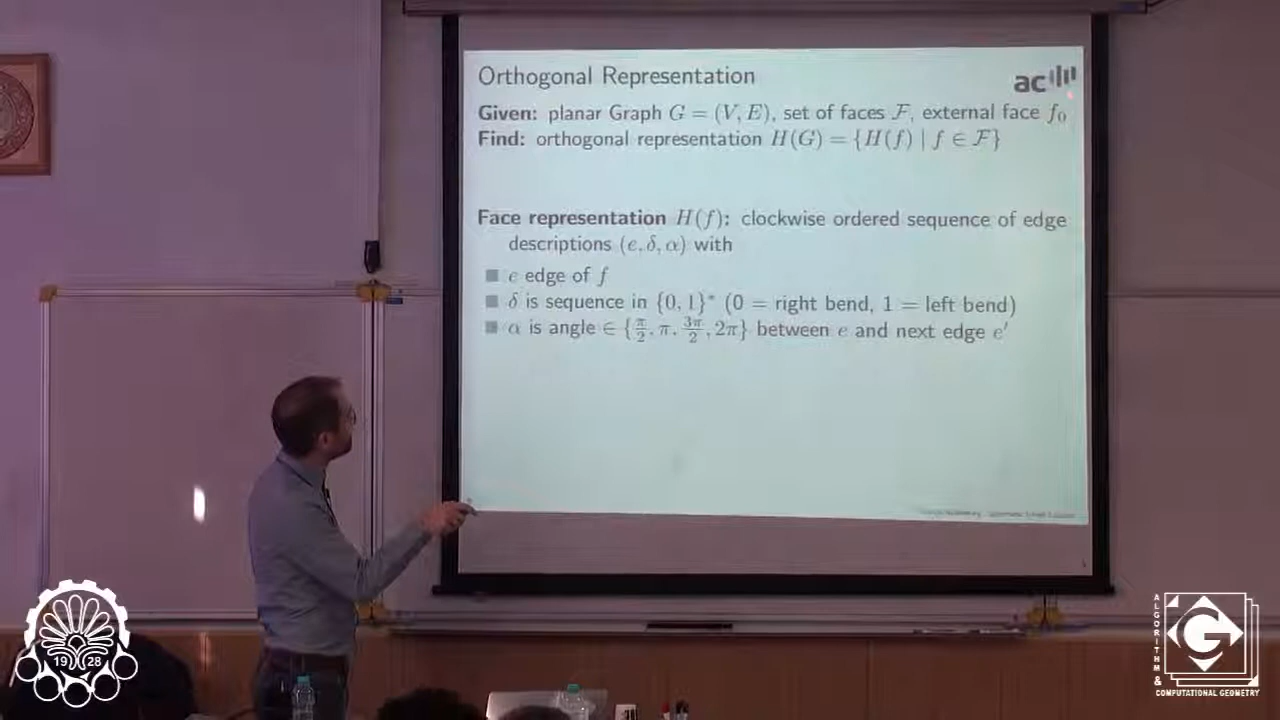 Orthogonal Representation
ac
Given: planar Graph G = (V, E), set of faces F, external face f₀
Find: orthogonal representation H(G) = {H(f) | f ∈ F}
Face representation H(f): clockwise ordered sequence of edge
descriptions (e, δ, α) with
e edge of f
δ is sequence in {0, 1}* (0 = right bend, 1 = left bend)
α is angle ∈ {π/2, π, 3π/2, 2π} between e and next edge e′
19 28
ALGORITHM &
G
COMPUTATIONAL GEOMETRY